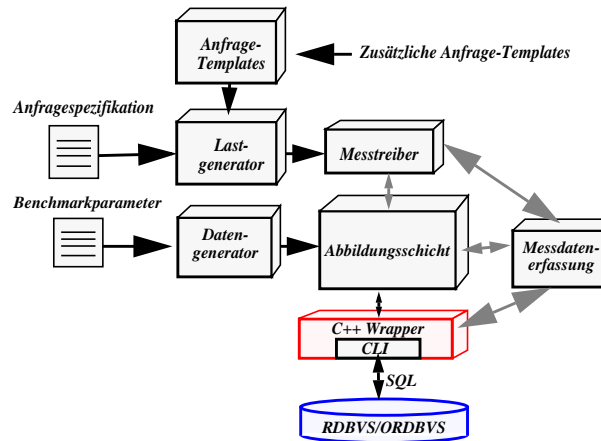 Anfrage-
Templates
Zusätzliche Anfrage-Templates
Anfragespezifikation
Last-
generator
Messtreiber
Benchmarkparameter
Daten-
generator
Abbildungsschicht
Messdaten-
erfassung
C++ Wrapper
CLI
SQL
RDBVS/ORDBVS